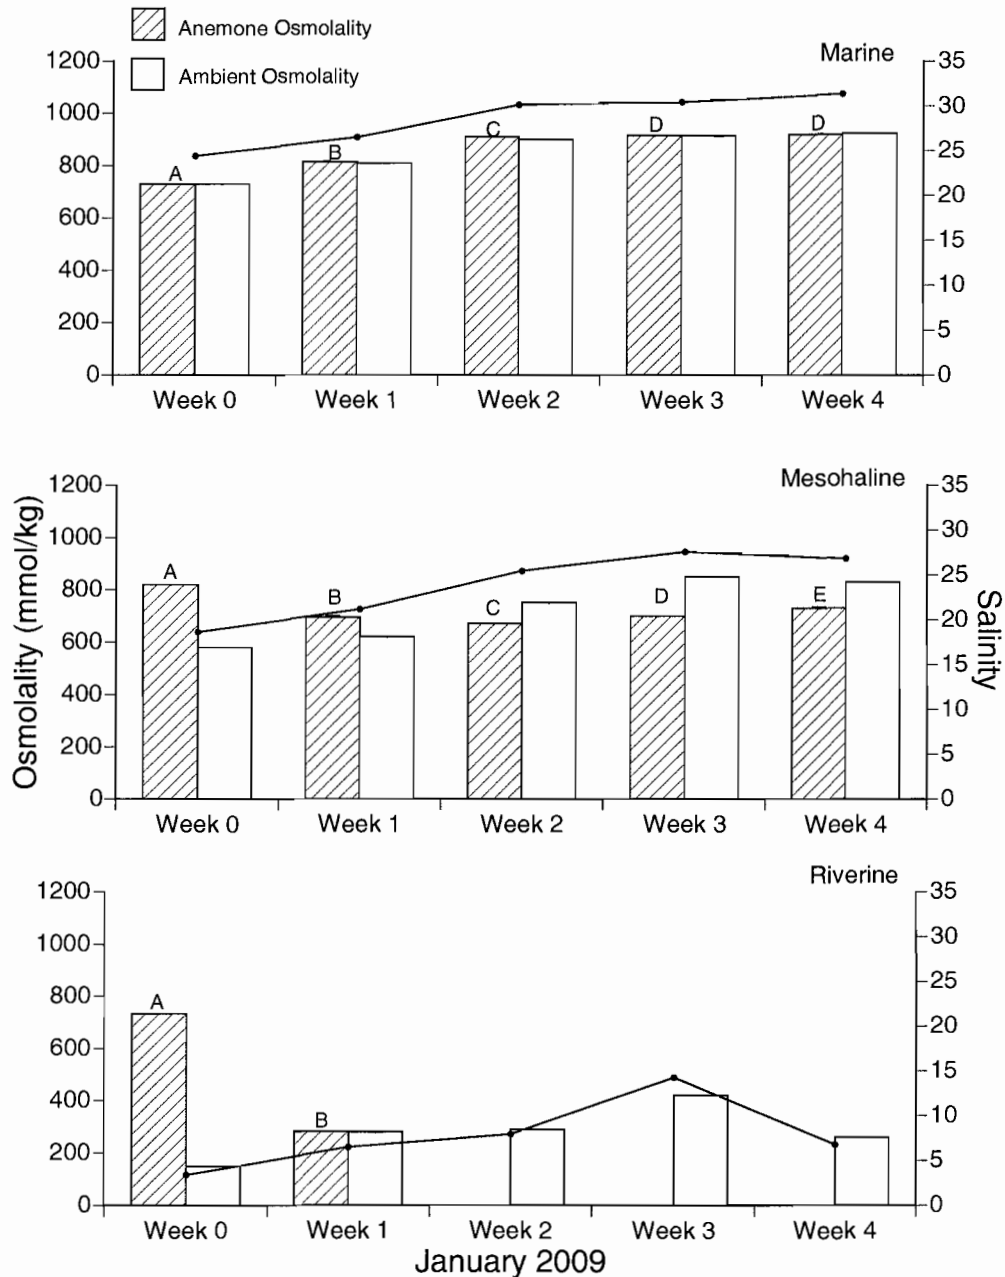 Anemone Osmolality
Ambient Osmolality
Marine
1200
1000
800
600
400
200
0
35
30
25
20
15
10
5
0
A
B
C
D
D
Week 0
Week 1
Week 2
Week 3
Week 4
Osmolality (mmol/kg)
Mesohaline
1200
1000
800
600
400
200
0
35
30
25
20
15
10
5
0
Salinity
A
B
C
D
E
Week 0
Week 1
Week 2
Week 3
Week 4
Riverine
1200
1000
800
600
400
200
0
35
30
25
20
15
10
5
0
A
B
Week 0
Week 1
Week 2
Week 3
Week 4
January 2009